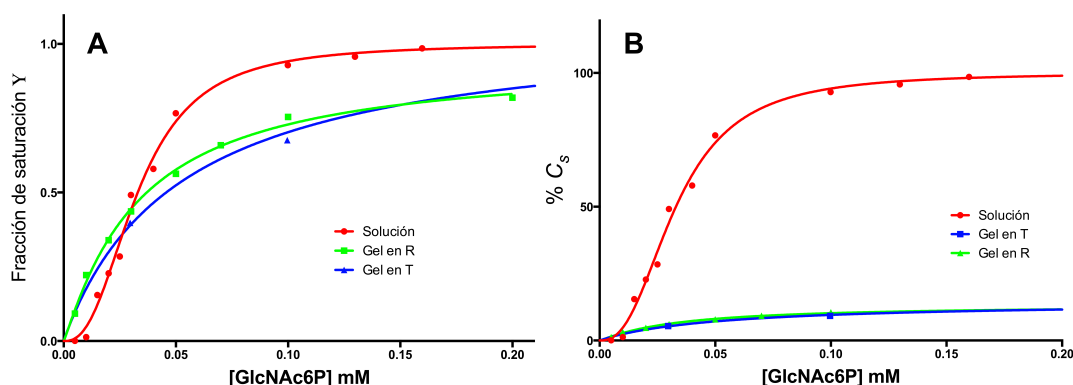 A
Fracción de saturación Y
1.0
0.5
0.0
0.00
0.05
0.10
0.15
0.20
[GlcNAc6P] mM
Solución
Gel en R
Gel en T
B
% Cs
100
50
0
0.00
0.05
0.10
0.15
0.20
[GlcNAc6P] mM
Solución
Gel en T
Gel en R